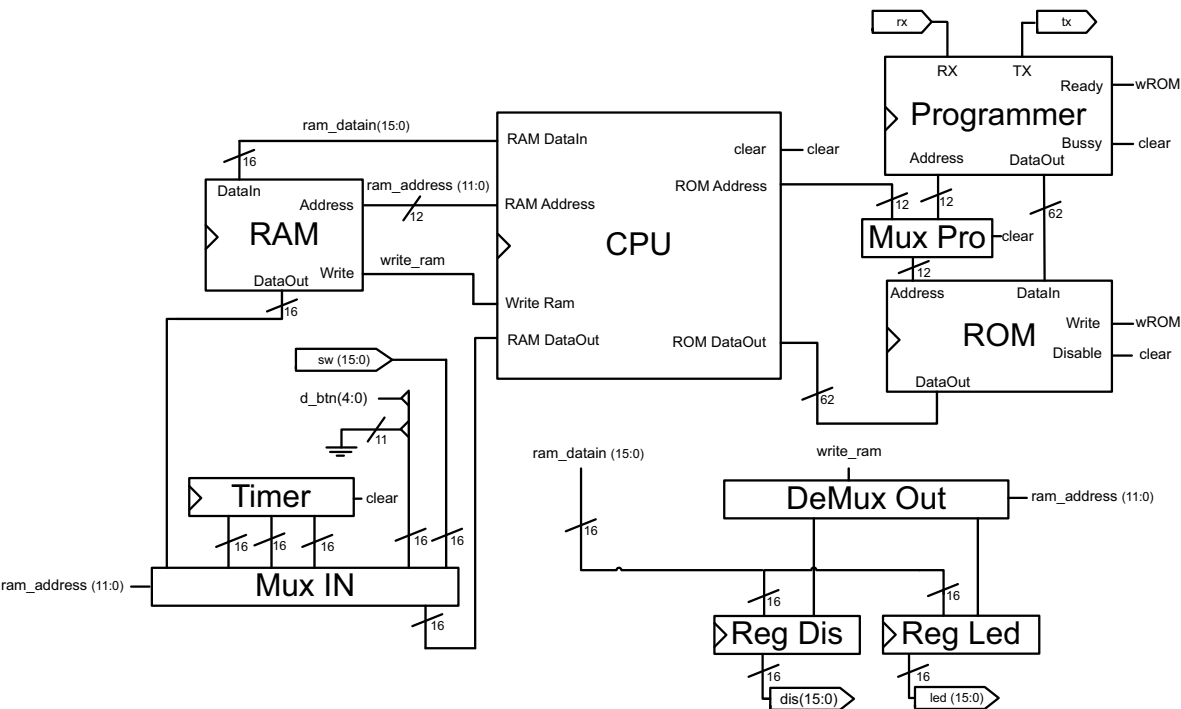 rx
tx
RX
TX
Ready
wROM
Programmer
Bussy
clear
Address
DataOut
ram_datain(15:0)
16
RAM DataIn
clear
clear
12
12
62
DataIn
ram_address (11:0)
ROM Address
Address
12
RAM Address
RAM
CPU
Mux Pro
clear
write_ram
Write
12
DataOut
16
Write Ram
Address
DataIn
Write
wROM
ROM
sw (15:0)
RAM DataOut
ROM DataOut
Disable
clear
DataOut
d_btn(4:0)
11
62
ram_datain (15:0)
write_ram
Timer
clear
DeMux Out
ram_address (11:0)
16
16
16
16
16
16
ram_address (11:0)
Mux IN
16
16
16
Reg Dis
Reg Led
16
16
dis(15:0)
led (15:0)